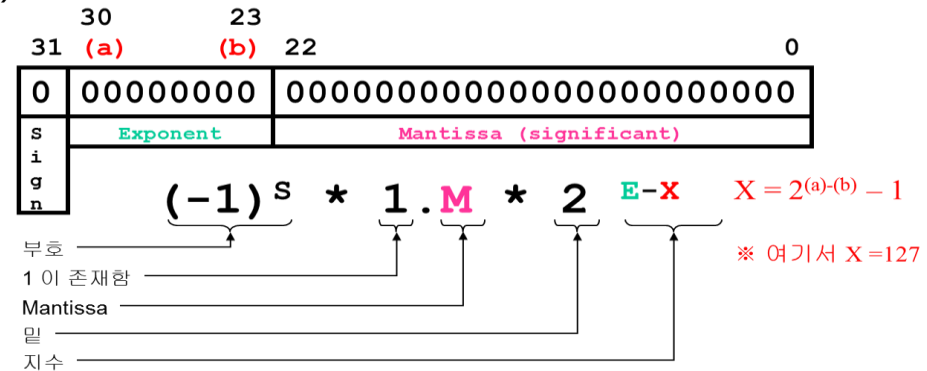 30 23
31 (a) (b) 22 0
0 00000000 00000000000000000000000
Sign Exponent Mantissa (significant)
(-1)^S * 1.M * 2^E-X X = 2^(a)-(b) – 1
부호
※ 여기서 X =127
1 이 존재함
Mantissa
밑
지수